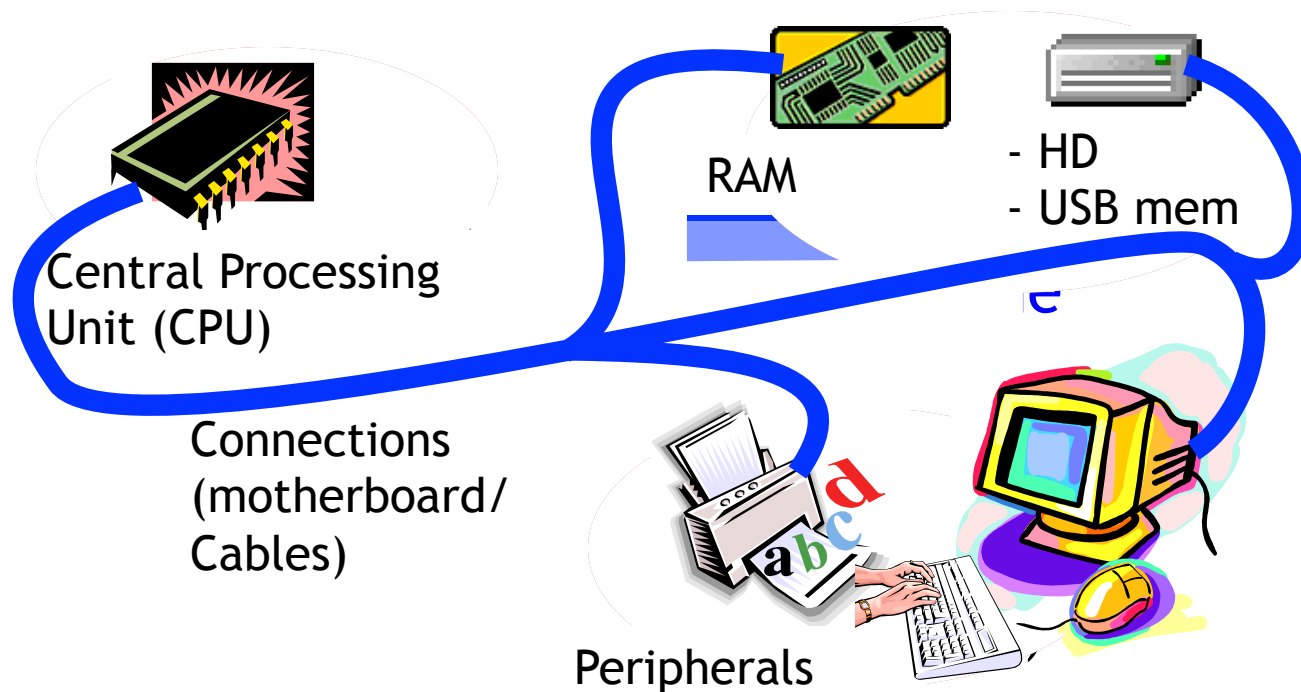 RAM
- HD
- USB mem
Central Processing
Unit (CPU)
e
Connections
(motherboard/
Cables)
d
c
b
a
Peripherals